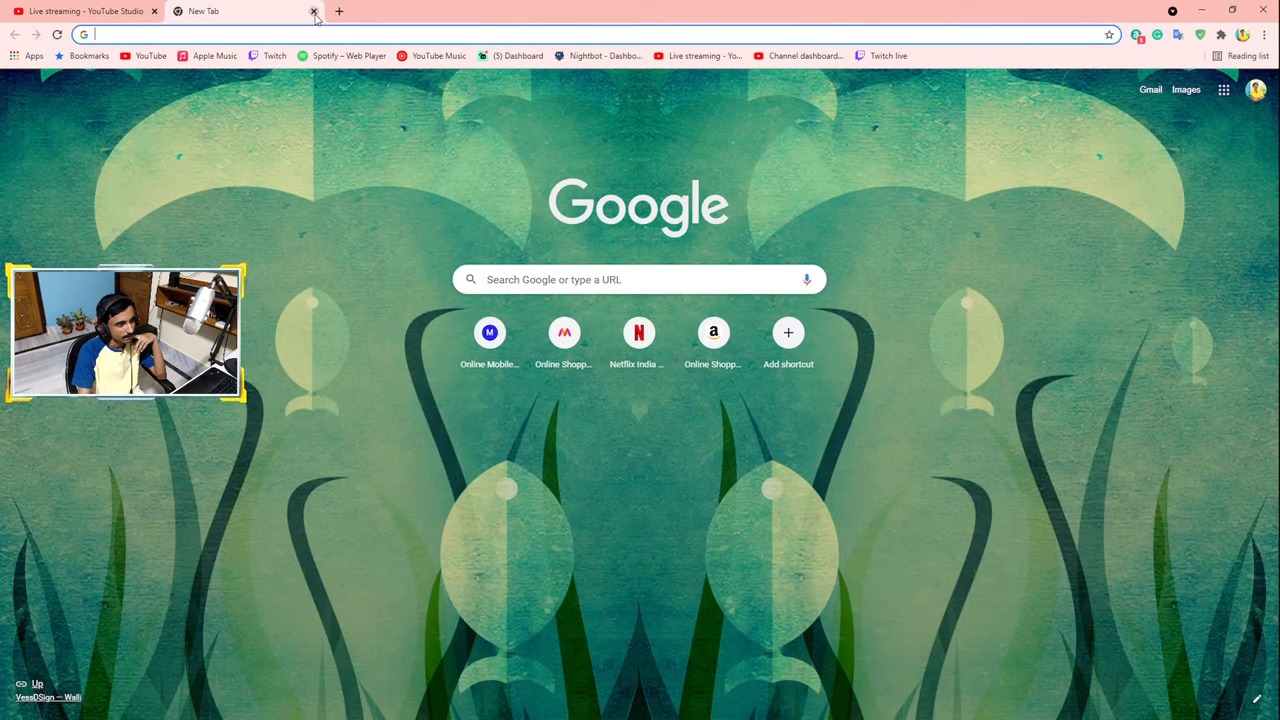 Live streaming - YouTube Studio
New Tab
Apps
Bookmarks
YouTube
Apple Music
Twitch
Spotify – Web Player
YouTube Music
(5) Dashboard
Nightbot - Dashbo...
Live streaming - Yo...
Channel dashboard...
Twitch live
Reading list
Gmail
Images
Google
Search Google or type a URL
M
N
a
Online Mobile...
Online Shopp...
Netflix India ...
Online Shopp...
Add shortcut
Up
VessDSign — Walli